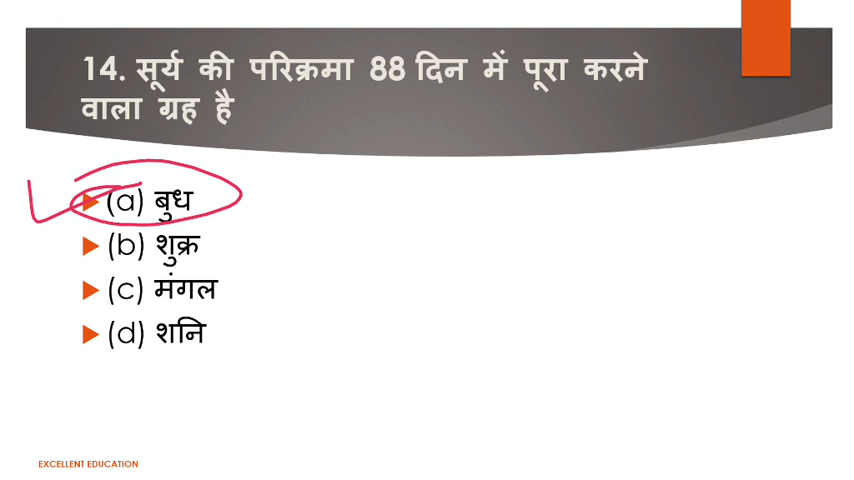 14. सूर्य की परिक्रमा 88 दिन में पूरा करने
वाला ग्रह है
(a) बुध
(b) शुक्र
(c) मंगल
(d) शनि
EXCELLENT EDUCATION